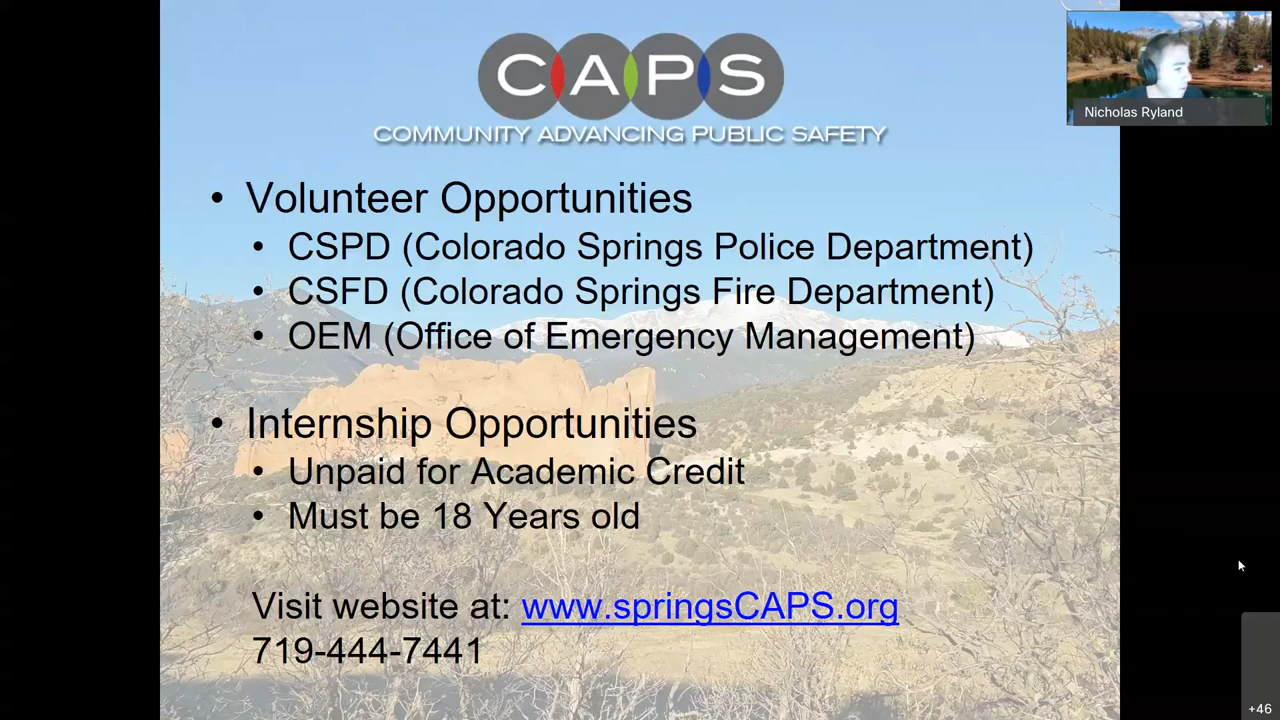 CAPS
COMMUNITY ADVANCING PUBLIC SAFETY
Nicholas Ryland
• Volunteer Opportunities
• CSPD (Colorado Springs Police Department)
• CSFD (Colorado Springs Fire Department)
• OEM (Office of Emergency Management)
• Internship Opportunities
• Unpaid for Academic Credit
• Must be 18 Years old
Visit website at: www.springsCAPS.org
719-444-7441
+46